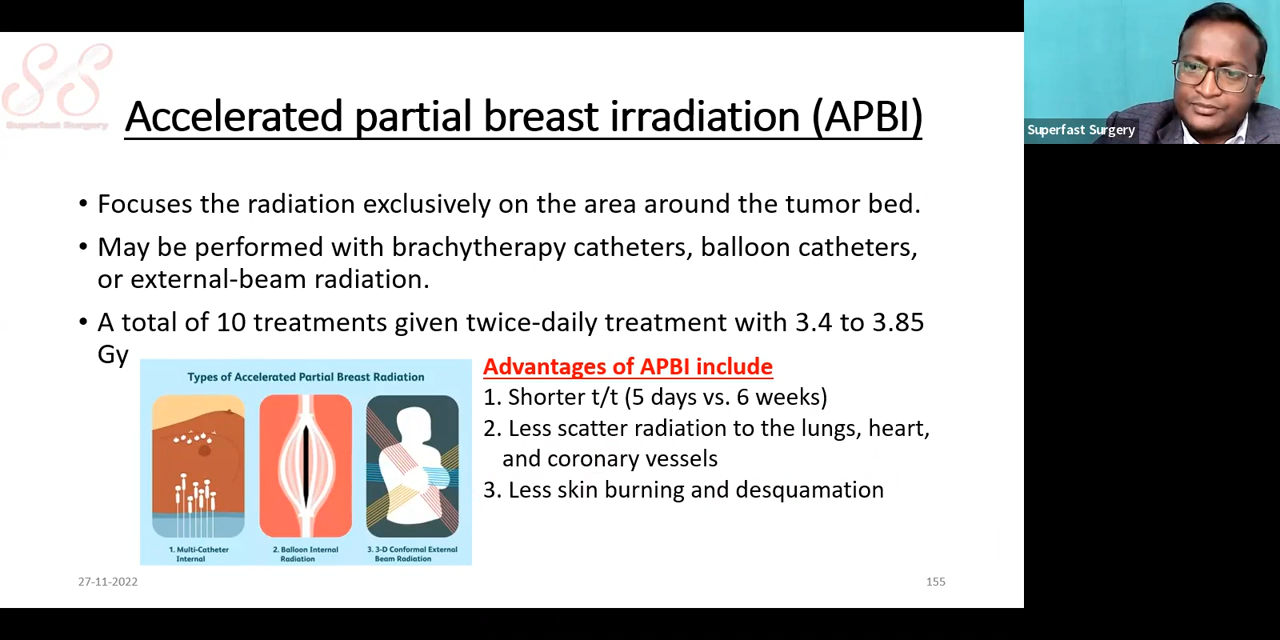 Superfast Surgery
Accelerated partial breast irradiation (APBI)
• Focuses the radiation exclusively on the area around the tumor bed.
• May be performed with brachytherapy catheters, balloon catheters,
or external-beam radiation.
• A total of 10 treatments given twice-daily treatment with 3.4 to 3.85
Gy
Types of Accelerated Partial Breast Radiation
1. Multi-Catheter
Internal
2. Balloon Internal
Radiation
3. 3-D Conformal External
Beam Radiation
Advantages of APBI include
1. Shorter t/t (5 days vs. 6 weeks)
2. Less scatter radiation to the lungs, heart,
and coronary vessels
3. Less skin burning and desquamation
27-11-2022
155
Superfast Surgery